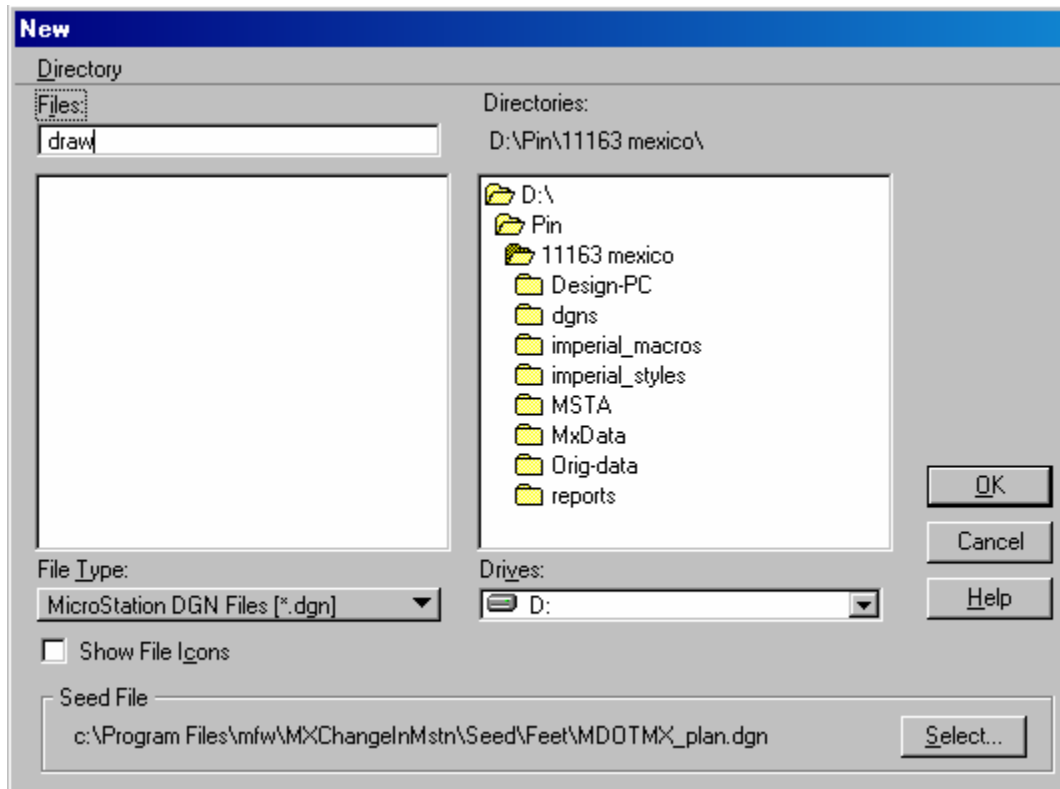 New
Directory
Files:
draw
Directories:
D:\Pin\11163 mexico\
D:\
Pin
11163 mexico
Design-PC
dgns
imperial_macros
imperial_styles
MSTA
MxData
Orig-data
reports
OK
Cancel
Help
File Type:
MicroStation DGN Files [*.dgn]
Drives:
D:
Show File Icons
Seed File
c:\Program Files\mfw\MXChangeInMstn\Seed\Feet\MDOTMX_plan.dgn
Select...